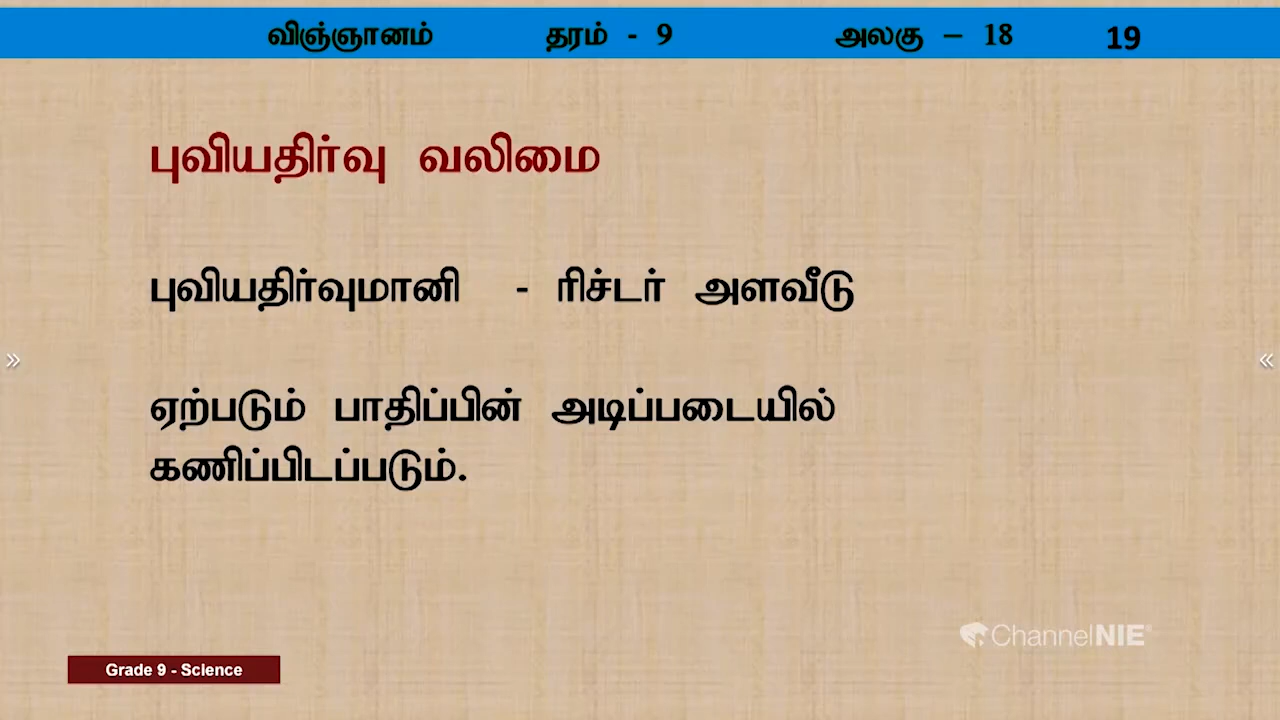 விஞ்ஞானம் தரம் - 9 அலகு – 18 19
புவியதிர்வு வலிமை
புவியதிர்வுமானி - ரிச்டர் அளவீடு
ஏற்படும் பாதிப்பின் அடிப்படையில்
கணிப்பிடப்படும்.
ChannelNIE
Grade 9 - Science